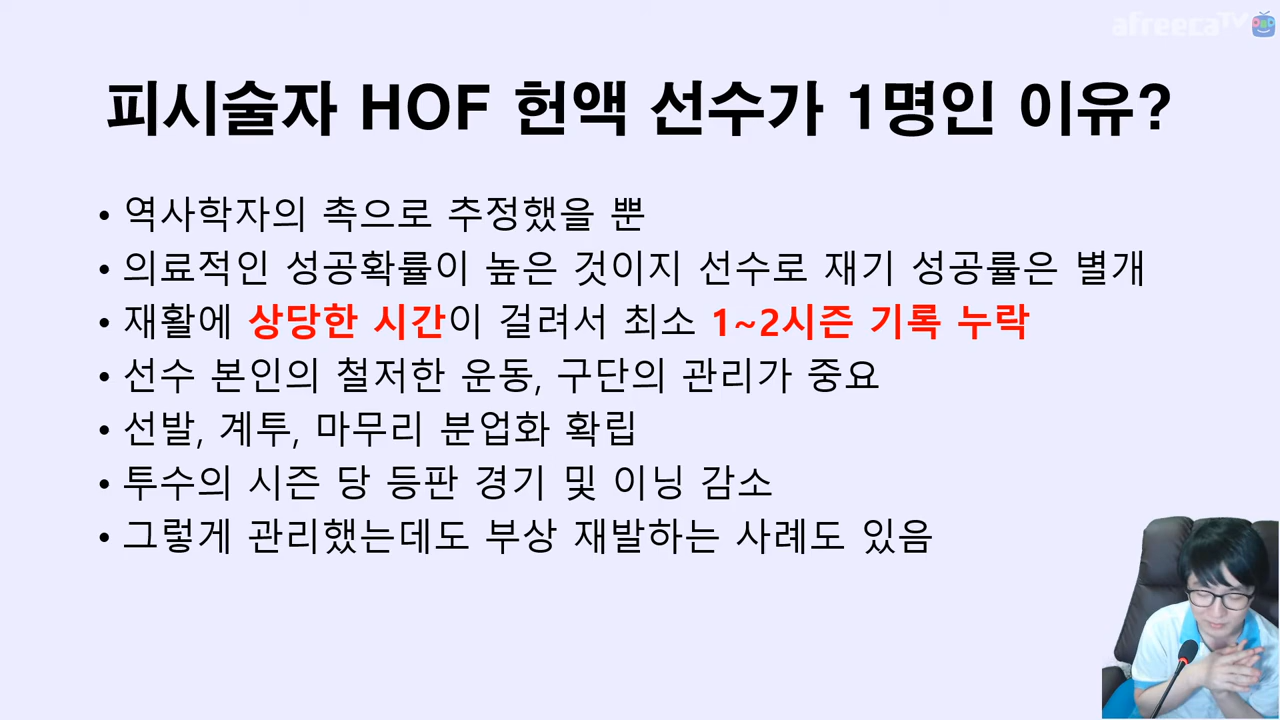 afreecaTV
피시술자 HOF 헌액 선수가 1명인 이유?
• 역사학자의 촉으로 추정했을 뿐
• 의료적인 성공확률이 높은 것이지 선수로 재기 성공률은 별개
• 재활에 상당한 시간이 걸려서 최소 1~2시즌 기록 누락
• 선수 본인의 철저한 운동, 구단의 관리가 중요
• 선발, 계투, 마무리 분업화 확립
• 투수의 시즌 당 등판 경기 및 이닝 감소
• 그렇게 관리했는데도 부상 재발하는 사례도 있음